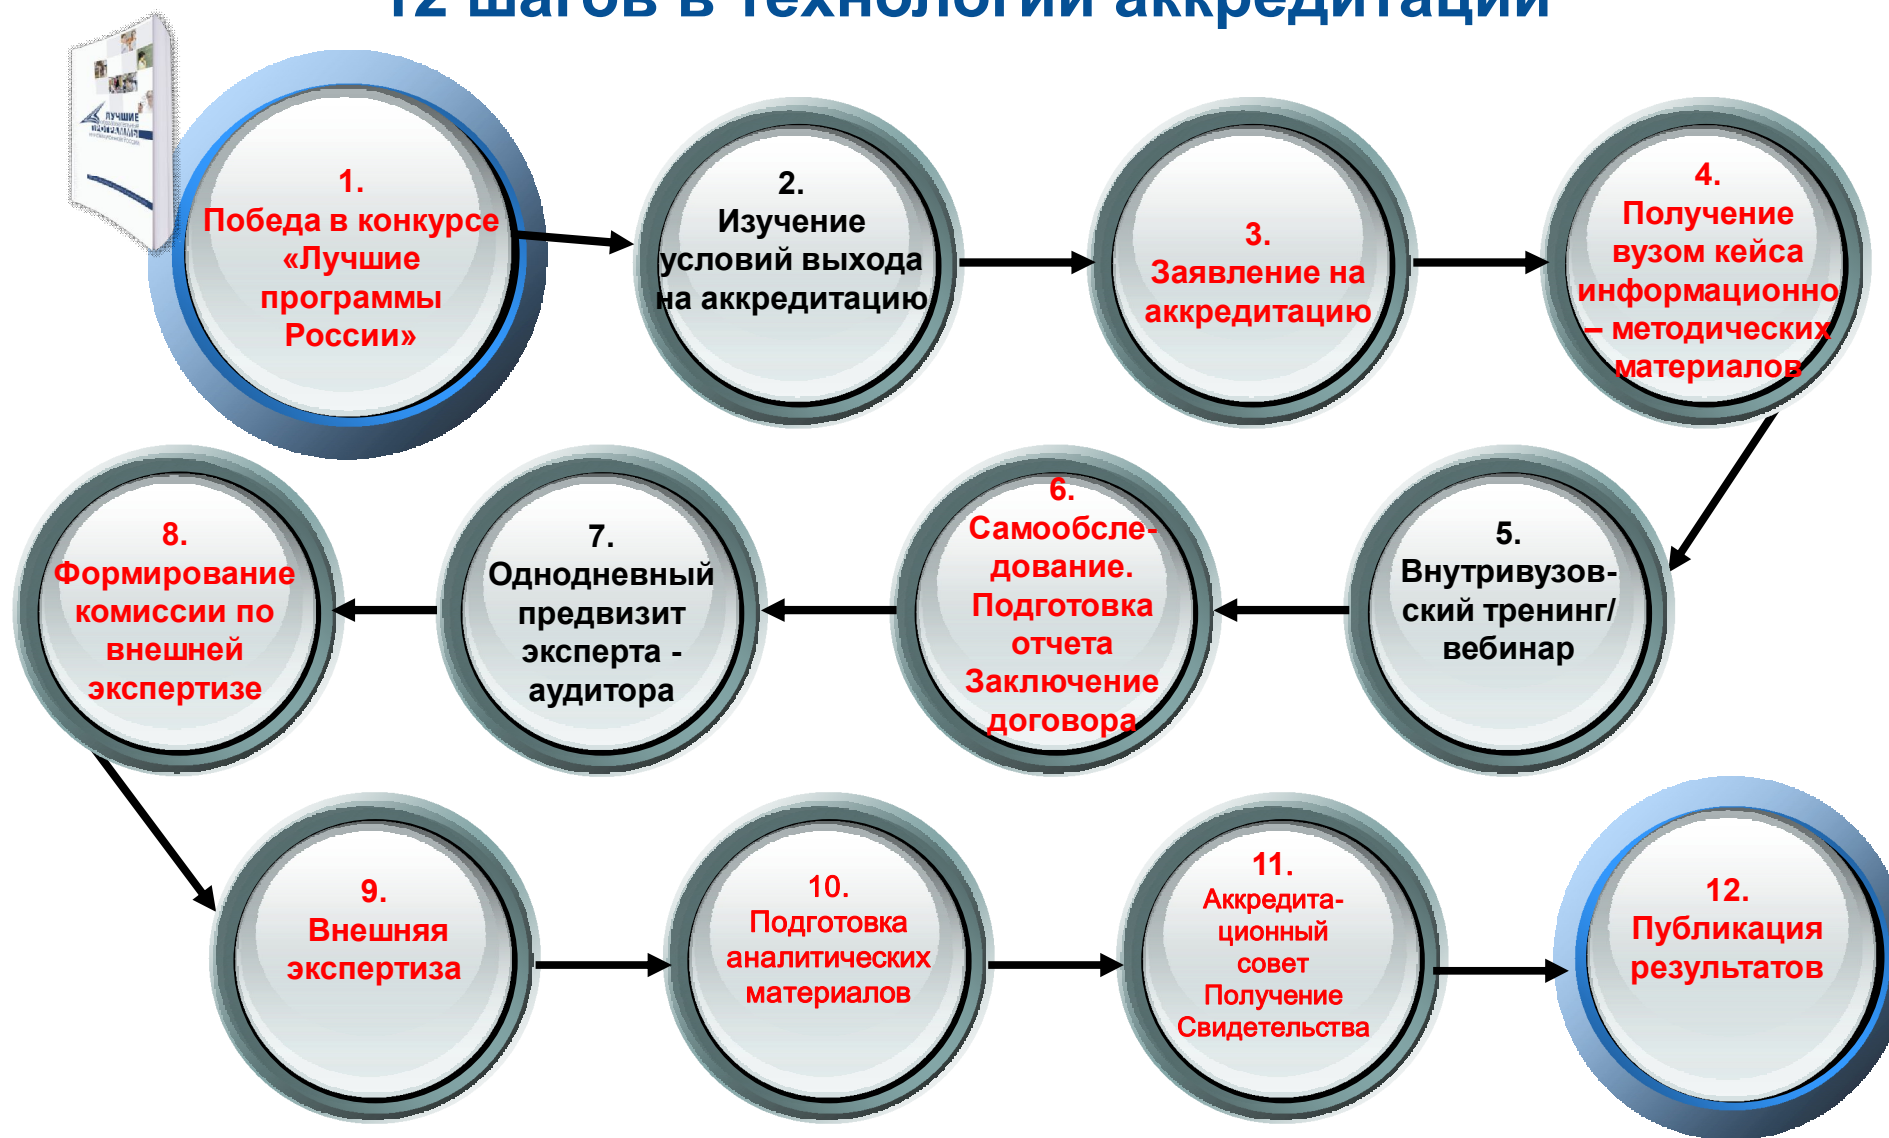 12 шагов в технологии аккредитации
ЛУЧШИЕ
ПРОГРАММЫ
1.
Победа в конкурсе
«Лучшие
программы
России»
2.
Изучение
условий выхода
на аккредитацию
3.
Заявление на
аккредитацию
4.
Получение
вузом кейса
информационно
– методических
материалов
5.
Внутривузов-
ский тренинг/
вебинар
6.
Самообсле-
дование.
Подготовка
отчета
Заключение
договора
7.
Однодневный
предвизит
эксперта -
аудитора
8.
Формирование
комиссии по
внешней
экспертизе
9.
Внешняя
экспертиза
10.
Подготовка
аналитических
материалов
11.
Аккредита-
ционный
совет
Получение
Свидетельства
12.
Публикация
результатов